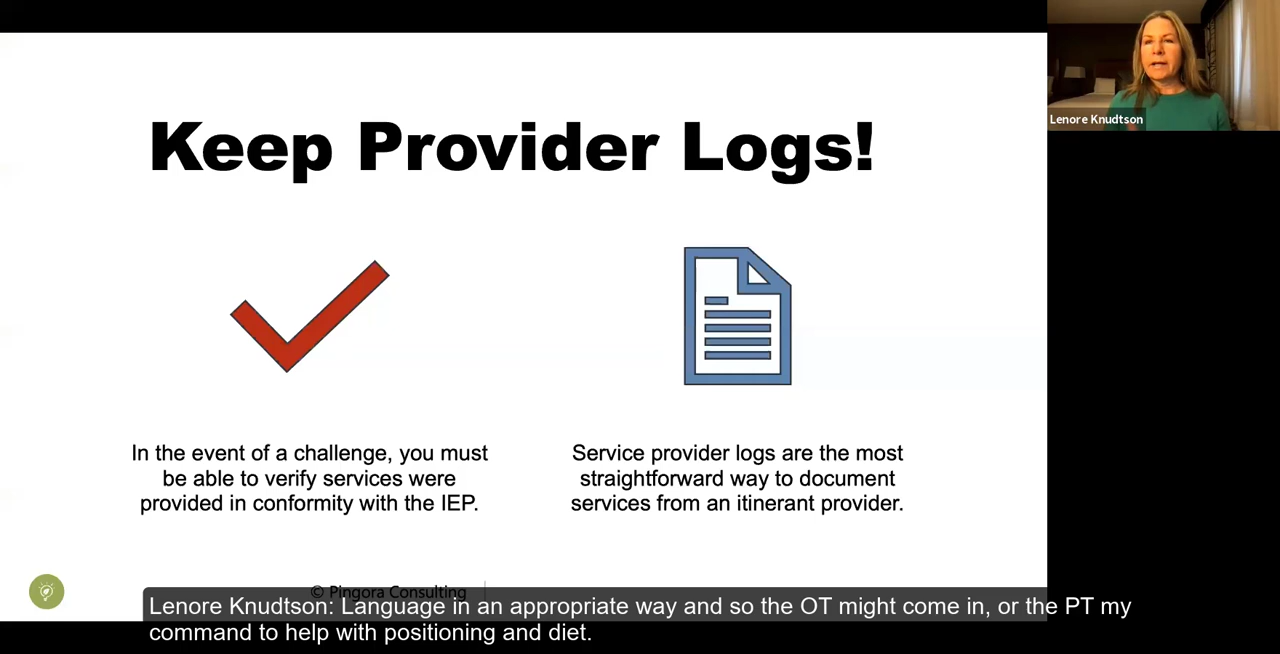 Keep Provider Logs!
In the event of a challenge, you must
be able to verify services were
provided in conformity with the IEP.
Service provider logs are the most
straightforward way to document
services from an itinerant provider.
© Pingora Consulting
Lenore Knudtson: Language in an appropriate way and so the OT might come in, or the PT my
command to help with positioning and diet.
Lenore Knudtson